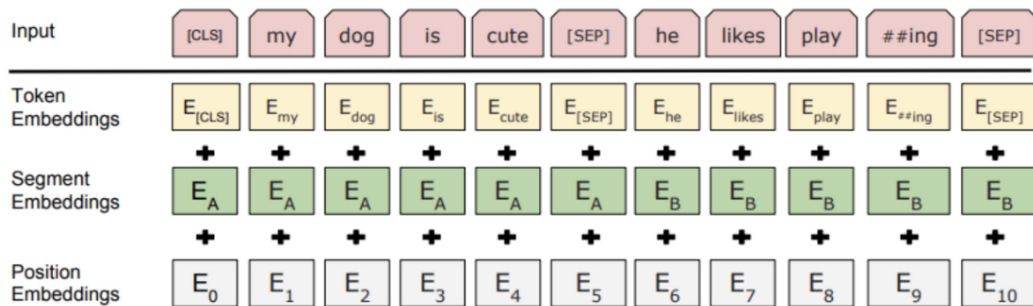 Input [CLS] my dog is cute [SEP] he likes play ##ing [SEP]
Token Embeddings E[CLS] Emy Edog Eis Ecute E[SEP] Ehe Elikes Eplay E##ing E[SEP]
+ + + + + + + + + + +
Segment Embeddings EA EA EA EA EA EA EB EB EB EB EB
+ + + + + + + + + + +
Position Embeddings E0 E1 E2 E3 E4 E5 E6 E7 E8 E9 E10